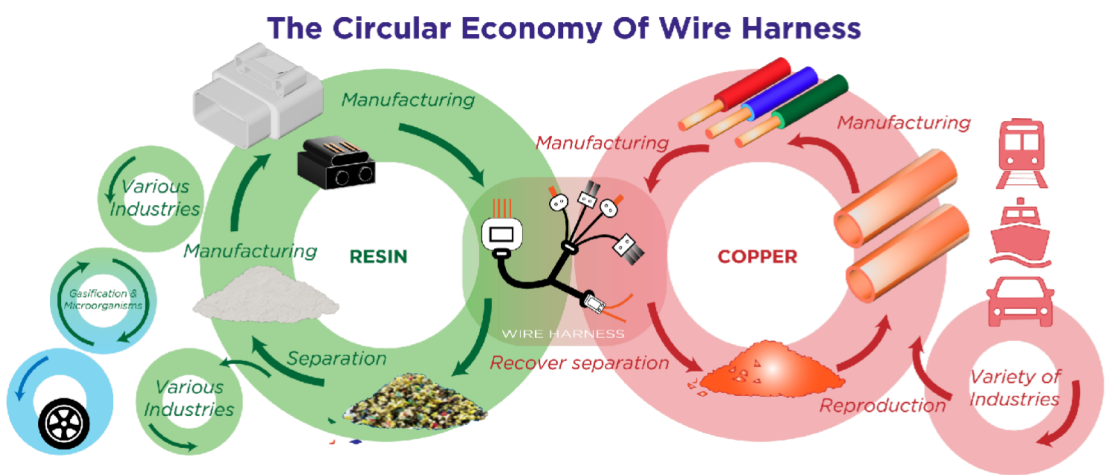 The Circular Economy Of Wire Harness
Manufacturing
Manufacturing
Manufacturing
Various
Industries
Manufacturing
RESIN
COPPER
Gasification &
Microorganisms
WIRE HARNESS
Separation
Recover separation
Various
Industries
Reproduction
Variety of
Industries